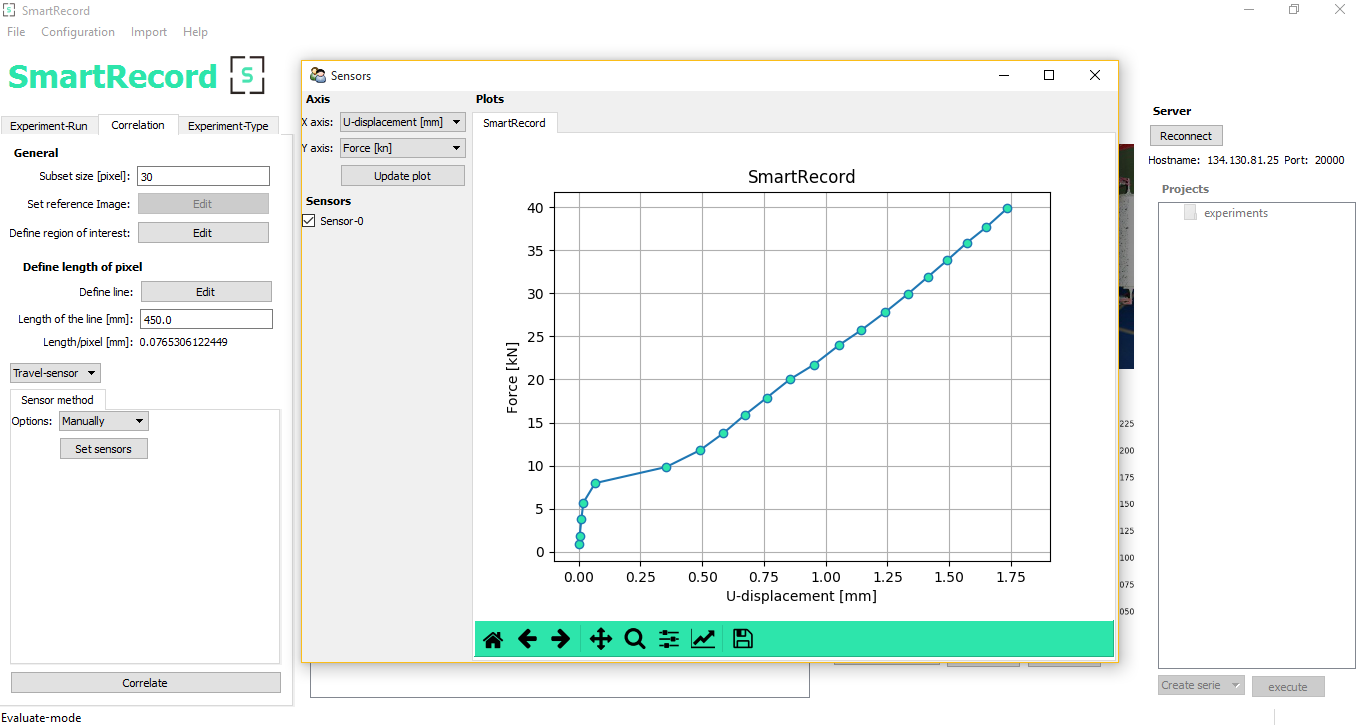 SmartRecord
File Configuration Import Help
SmartRecord S
Experiment-Run Correlation Experiment-Type
General
Subset size [pixel]: 30
Set reference Image: Edit
Define region of interest: Edit
Define length of pixel
Define line: Edit
Length of the line [mm]: 450.0
Length/pixel [mm]: 0.0765306122449
Travel-sensor
Sensor method
Options: Manually
Set sensors
Correlate
Evaluate-mode
Sensors
Axis
X axis: U-displacement [mm]
Y axis: Force [kn]
Update plot
Sensors
Sensor-0
Plots
SmartRecord
SmartRecord
40
35
30
25
20
15
10
5
0
Force [kN]
0.00 0.25 0.50 0.75 1.00 1.25 1.50 1.75
U-displacement [mm]
225
200
175
150
125
100
075
050
Server
Reconnect
Hostname: 134.130.81.25 Port: 20000
Projects
experiments
Create serie execute